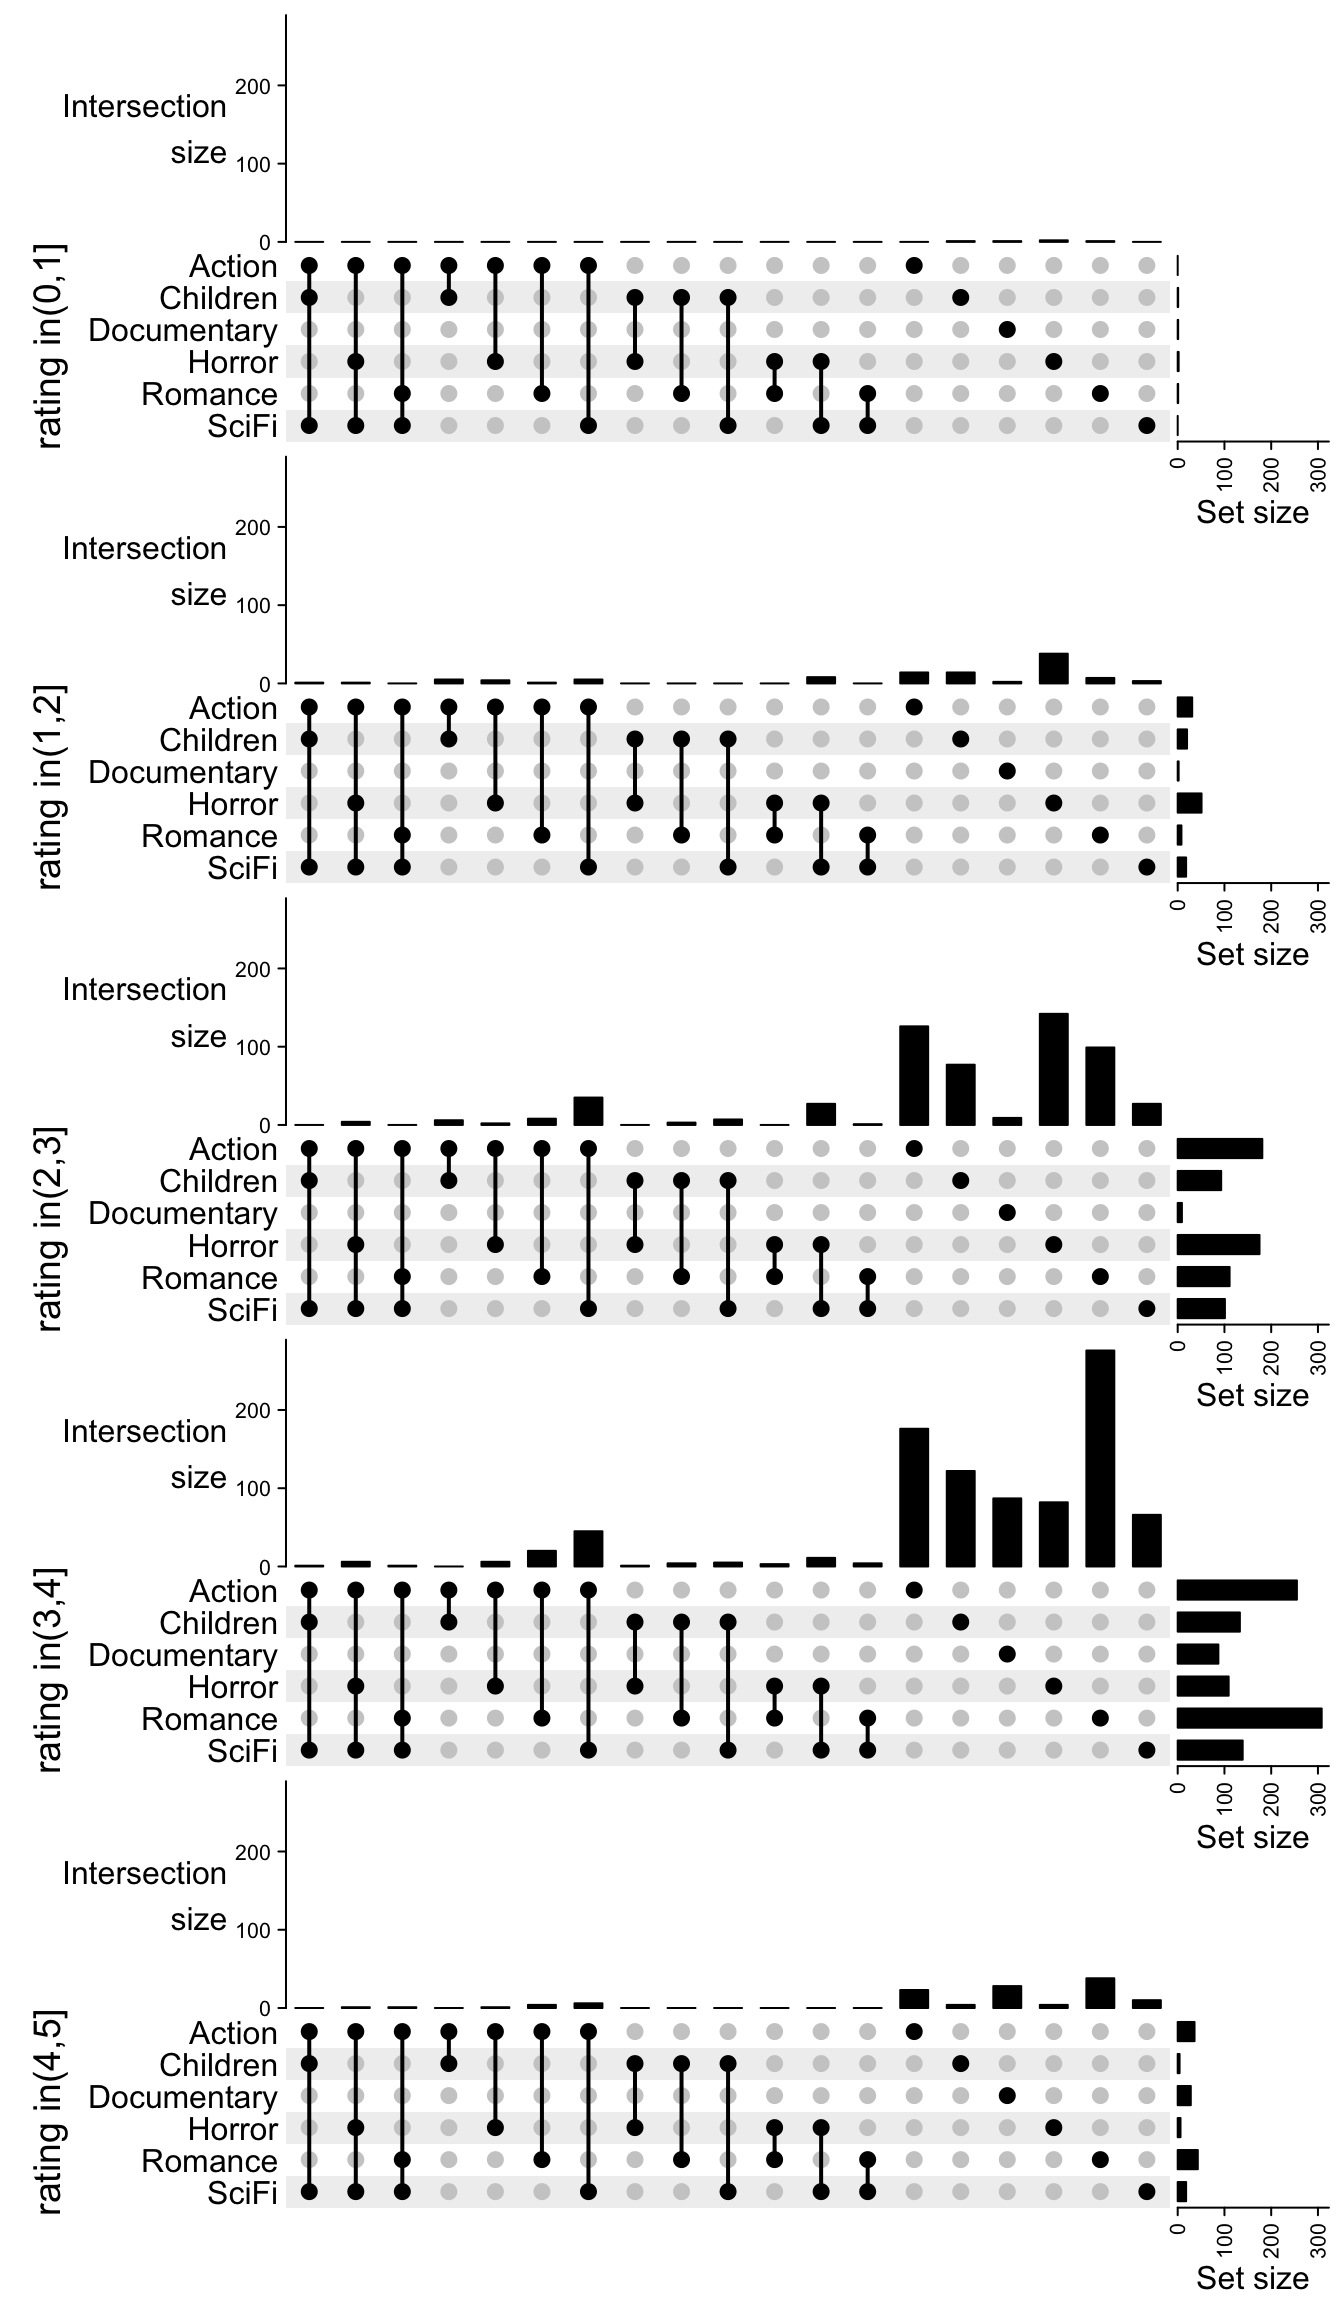 200
Intersection
size
100
0
rating in(0,1]
Action
Children
Documentary
Horror
Romance
SciFi
0 100 200 300
Set size
200
Intersection
size
100
0
rating in(1,2]
Action
Children
Documentary
Horror
Romance
SciFi
0 100 200 300
Set size
200
Intersection
size
100
0
rating in(2,3]
Action
Children
Documentary
Horror
Romance
SciFi
0 100 200 300
Set size
200
Intersection
size
100
0
rating in(3,4]
Action
Children
Documentary
Horror
Romance
SciFi
0 100 200 300
Set size
200
Intersection
size
100
0
rating in(4,5]
Action
Children
Documentary
Horror
Romance
SciFi
0 100 200 300
Set size